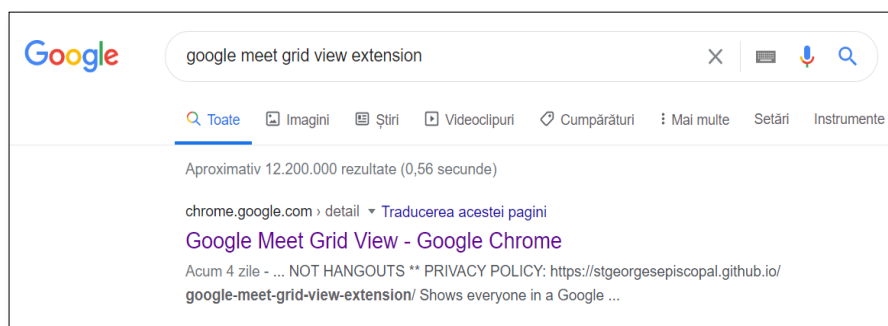 Google
google meet grid view extension
Toate Imagini Știri Videoclipuri Cumpărături Mai multe Setări Instrumente
Aproximativ 12.200.000 rezultate (0,56 secunde)
chrome.google.com › detail ▾ Traducerea acestei pagini
Google Meet Grid View - Google Chrome
Acum 4 zile - ... NOT HANGOUTS ** PRIVACY POLICY: https://stgeorgesepiscopal.github.io/
google-meet-grid-view-extension/ Shows everyone in a Google ...